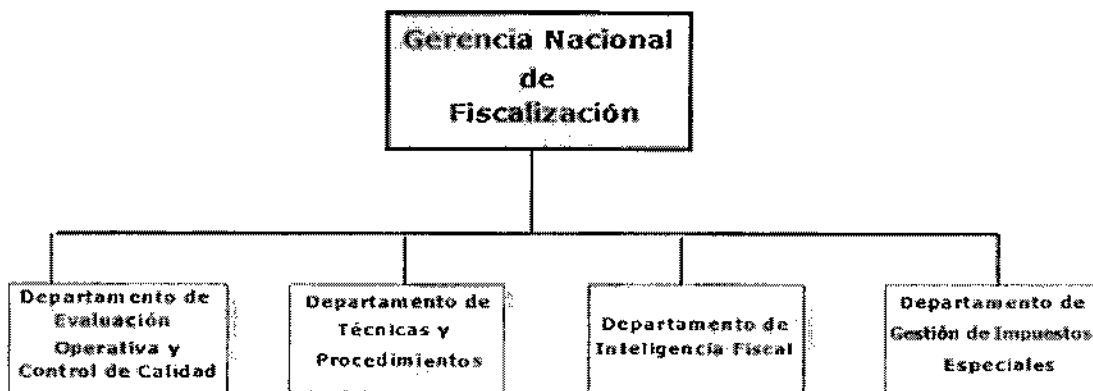 Gerencia Nacional
de
Fiscalización
Departamento de
Evaluación
Operativa y
Control de Calidad
Departamento de
Técnicas y
Procedimientos
Departamento de
Inteligencia Fiscal
Departamento de
Gestión de Impuestos
Especiales